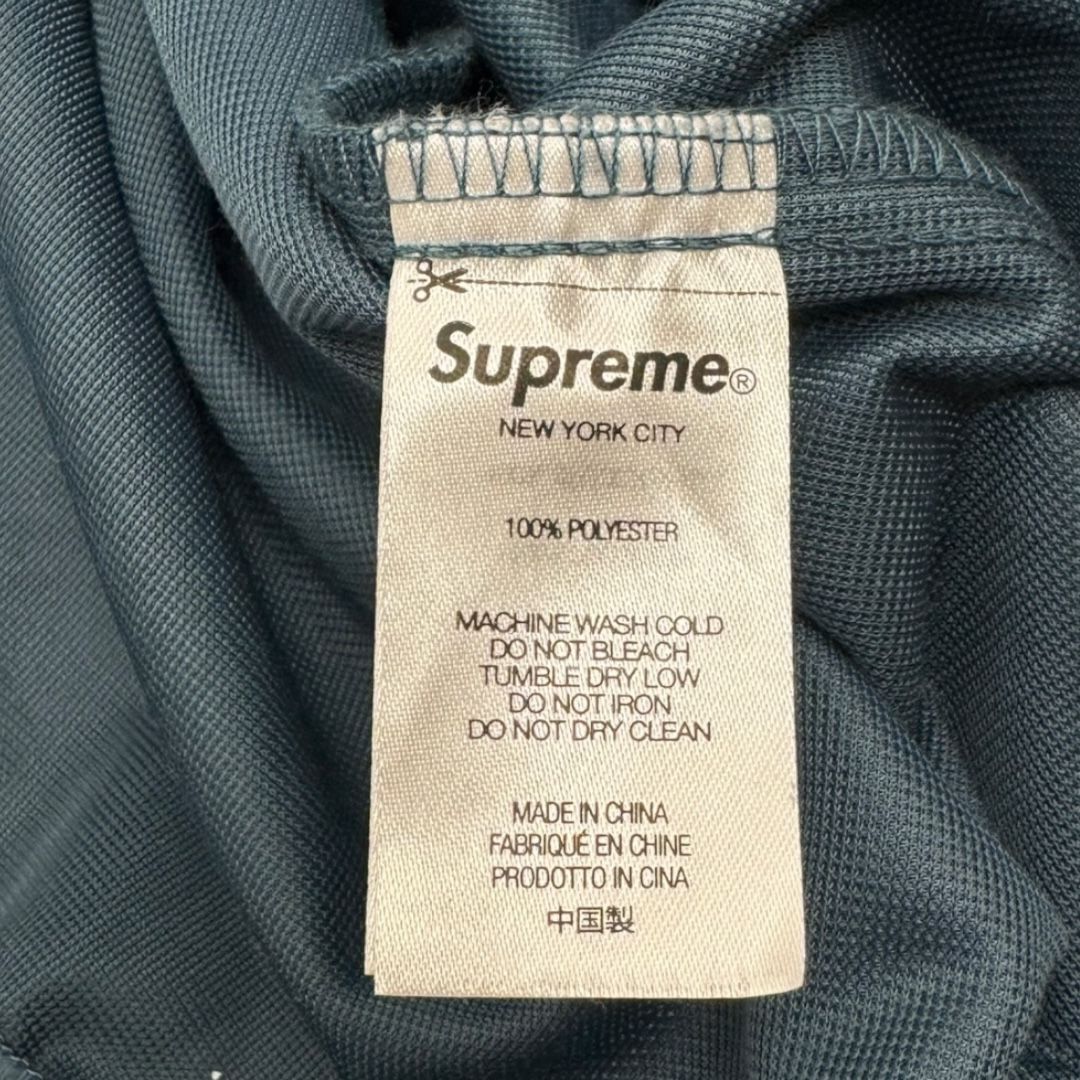 Supreme®
NEW YORK CITY
100% POLYESTER
MACHINE WASH COLD
DO NOT BLEACH
TUMBLE DRY LOW
DO NOT IRON
DO NOT DRY CLEAN
MADE IN CHINA
FABRIQUÉ EN CHINE
PRODOTTO IN CINA
中国製